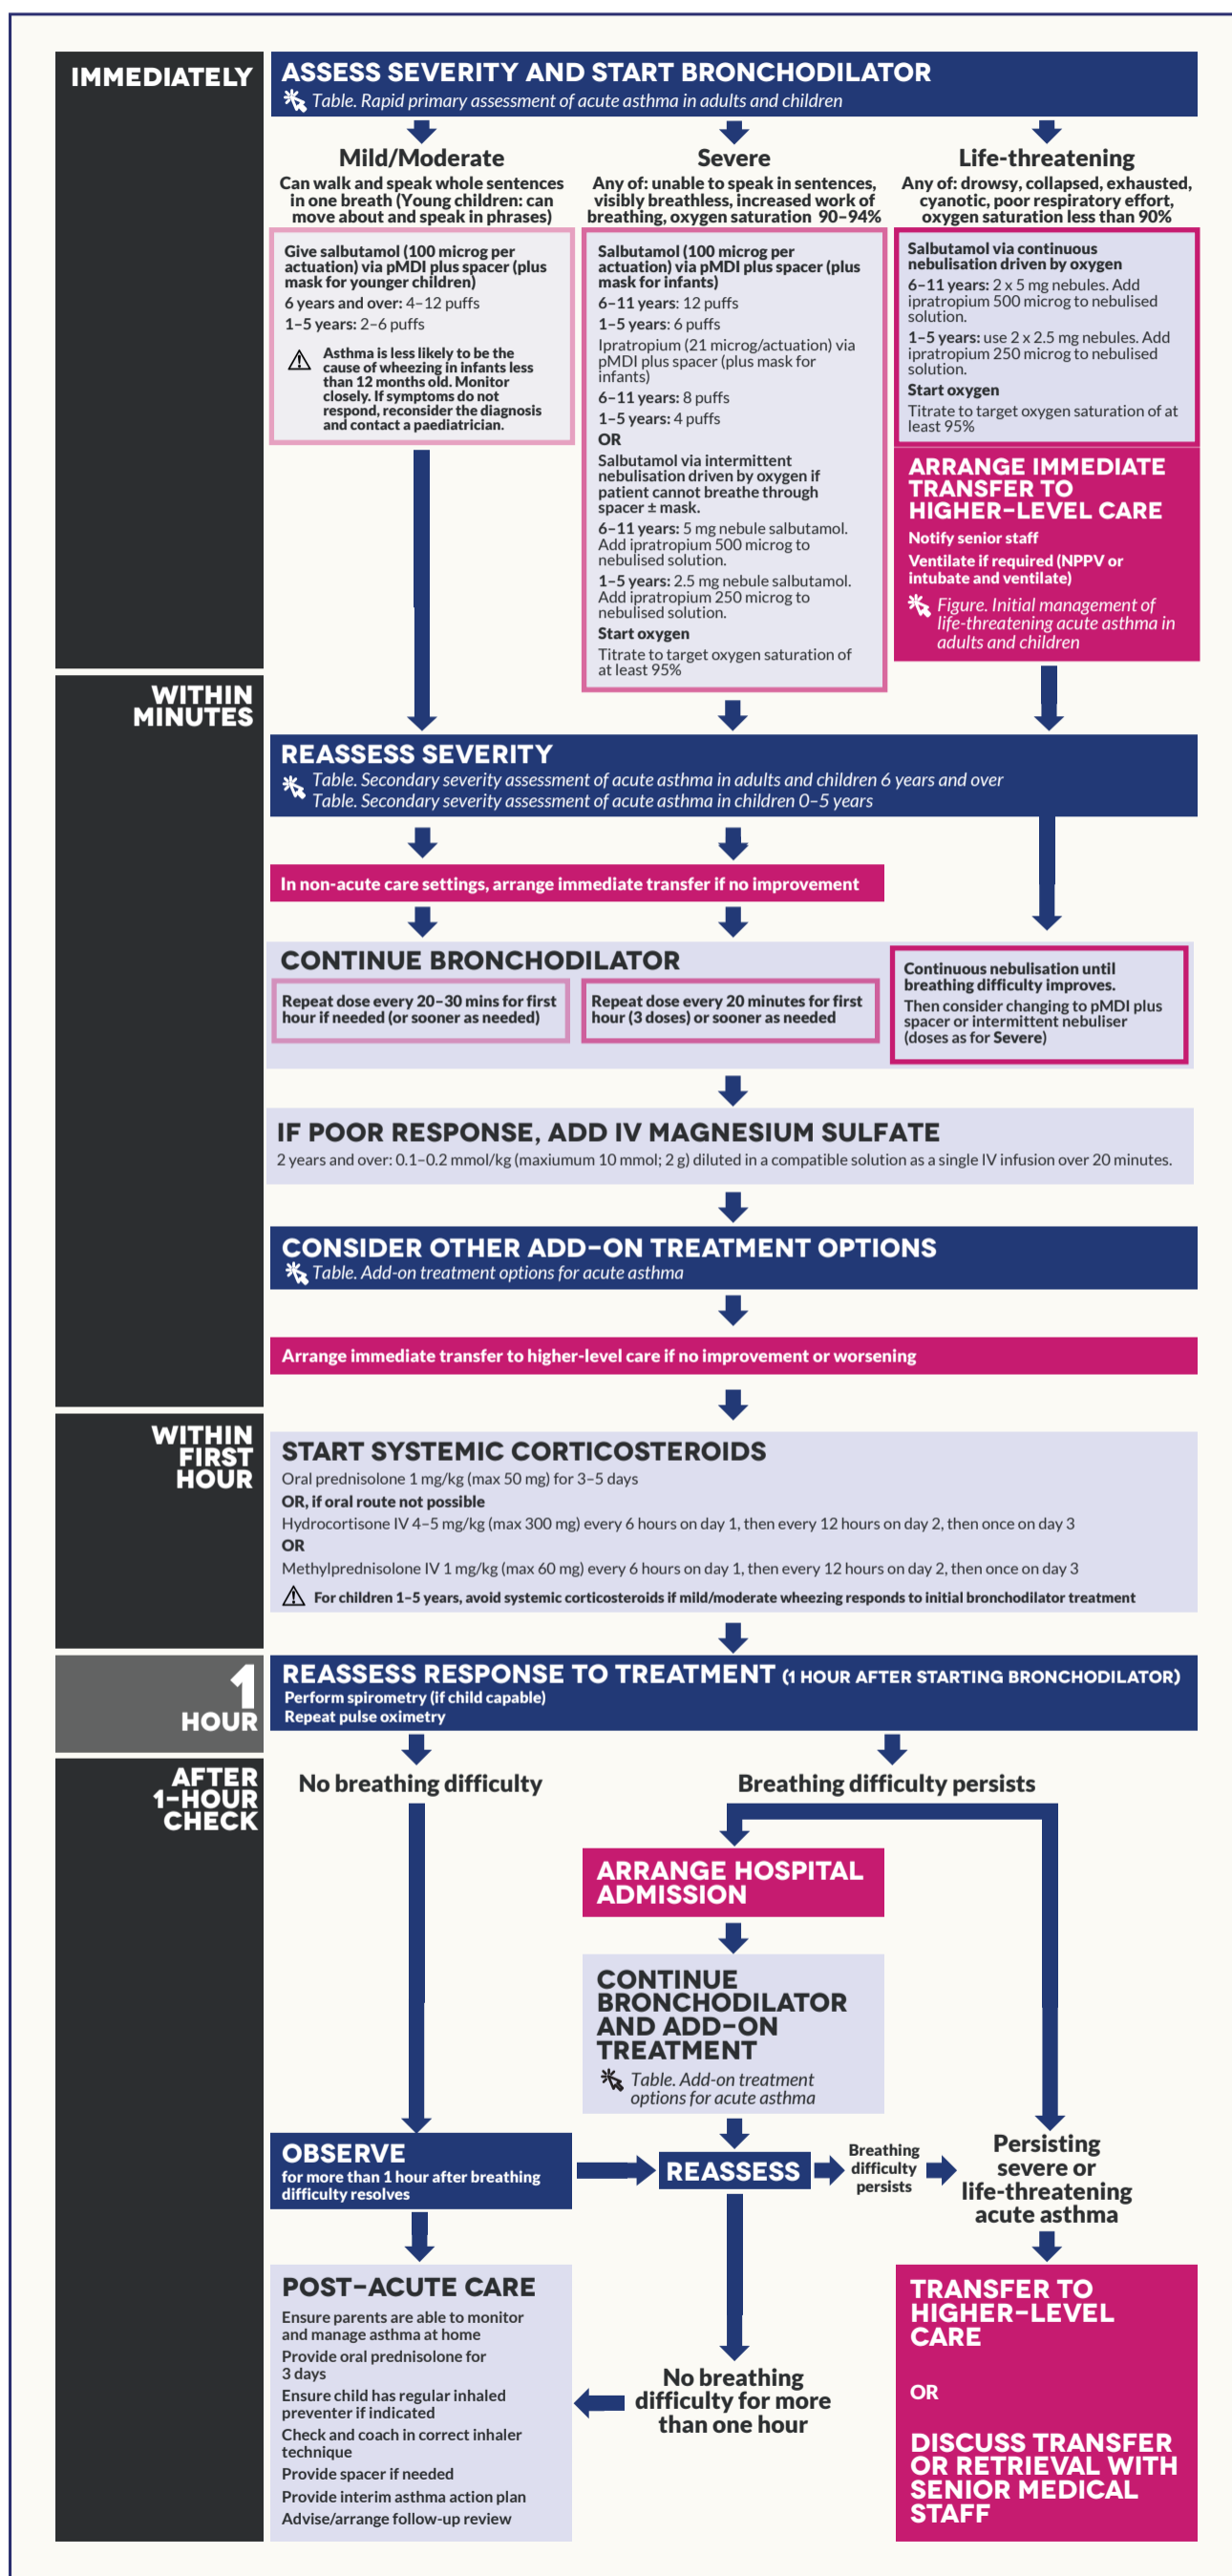 IMMEDIATELY
ASSESS SEVERITY AND START BRONCHODILATOR
Table. Rapid primary assessment of acute asthma in adults and children
Mild/Moderate
Can walk and speak whole sentences
in one breath (Young children: can
move about and speak in phrases)
Give salbutamol (100 microg per
actuation) via pMDI plus spacer (plus
mask for younger children)
6 years and over: 4–12 puffs
1–5 years: 2–6 puffs
Asthma is less likely to be the
cause of wheezing in infants less
than 12 months old. Monitor
closely. If symptoms do not
respond, reconsider the diagnosis
and contact a paediatrician.
Severe
Any of: unable to speak in sentences,
visibly breathless, increased work of
breathing, oxygen saturation 90–94%
Salbutamol (100 microg per
actuation) via pMDI plus spacer (plus
mask for infants)
6–11 years: 12 puffs
1–5 years: 6 puffs
Ipratropium (21 microg/actuation) via
pMDI plus spacer (plus mask for
infants)
6–11 years: 8 puffs
1–5 years: 4 puffs
OR
Salbutamol via intermittent
nebulisation driven by oxygen if
patient cannot breathe through
spacer ± mask.
6–11 years: 5 mg nebule salbutamol.
Add ipratropium 500 microg to
nebulised solution.
1–5 years: 2.5 mg nebule salbutamol.
Add ipratropium 250 microg to
nebulised solution.
Start oxygen
Titrate to target oxygen saturation of
at least 95%
Life-threatening
Any of: drowsy, collapsed, exhausted,
cyanotic, poor respiratory effort,
oxygen saturation less than 90%
Salbutamol via continuous
nebulisation driven by oxygen
6–11 years: 2 x 5 mg nebules. Add
ipratropium 500 microg to nebulised
solution.
1–5 years: use 2 x 2.5 mg nebules. Add
ipratropium 250 microg to nebulised
solution.
Start oxygen
Titrate to target oxygen saturation of at
least 95%
ARRANGE IMMEDIATE
TRANSFER TO
HIGHER–LEVEL CARE
Notify senior staff
Ventilate if required (NPPV or
intubate and ventilate)
Figure. Initial management of
life-threatening acute asthma in
adults and children
WITHIN
MINUTES
REASSESS SEVERITY
Table. Secondary severity assessment of acute asthma in adults and children 6 years and over
Table. Secondary severity assessment of acute asthma in children 0–5 years
In non-acute care settings, arrange immediate transfer if no improvement
CONTINUE BRONCHODILATOR
Repeat dose every 20–30 mins for first
hour if needed (or sooner as needed)
Repeat dose every 20 minutes for first
hour (3 doses) or sooner as needed
Continuous nebulisation until
breathing difficulty improves.
Then consider changing to pMDI plus
spacer or intermittent nebuliser
(doses as for Severe)
IF POOR RESPONSE, ADD IV MAGNESIUM SULFATE
2 years and over: 0.1–0.2 mmol/kg (maxiumum 10 mmol; 2 g) diluted in a compatible solution as a single IV infusion over 20 minutes.
CONSIDER OTHER ADD–ON TREATMENT OPTIONS
Table. Add-on treatment options for acute asthma
Arrange immediate transfer to higher-level care if no improvement or worsening
WITHIN
FIRST
HOUR
START SYSTEMIC CORTICOSTEROIDS
Oral prednisolone 1 mg/kg (max 50 mg) for 3–5 days
OR, if oral route not possible
Hydrocortisone IV 4–5 mg/kg (max 300 mg) every 6 hours on day 1, then every 12 hours on day 2, then once on day 3
OR
Methylprednisolone IV 1 mg/kg (max 60 mg) every 6 hours on day 1, then every 12 hours on day 2, then once on day 3
For children 1–5 years, avoid systemic corticosteroids if mild/moderate wheezing responds to initial bronchodilator treatment
1
HOUR
REASSESS RESPONSE TO TREATMENT (1 HOUR AFTER STARTING BRONCHODILATOR)
Perform spirometry (if child capable)
Repeat pulse oximetry
AFTER
1–HOUR
CHECK
No breathing difficulty
Breathing difficulty persists
ARRANGE HOSPITAL
ADMISSION
CONTINUE
BRONCHODILATOR
AND ADD–ON
TREATMENT
Table. Add-on treatment
options for acute asthma
OBSERVE
for more than 1 hour after breathing
difficulty resolves
REASSESS
Breathing
difficulty
persists
Persisting
severe or
life-threatening
acute asthma
POST–ACUTE CARE
Ensure parents are able to monitor
and manage asthma at home
Provide oral prednisolone for
3 days
Ensure child has regular inhaled
preventer if indicated
Check and coach in correct inhaler
technique
Provide spacer if needed
Provide interim asthma action plan
Advise/arrange follow-up review
No breathing
difficulty for more
than one hour
TRANSFER TO
HIGHER–LEVEL
CARE
OR
DISCUSS TRANSFER
OR RETRIEVAL WITH
SENIOR MEDICAL
STAFF